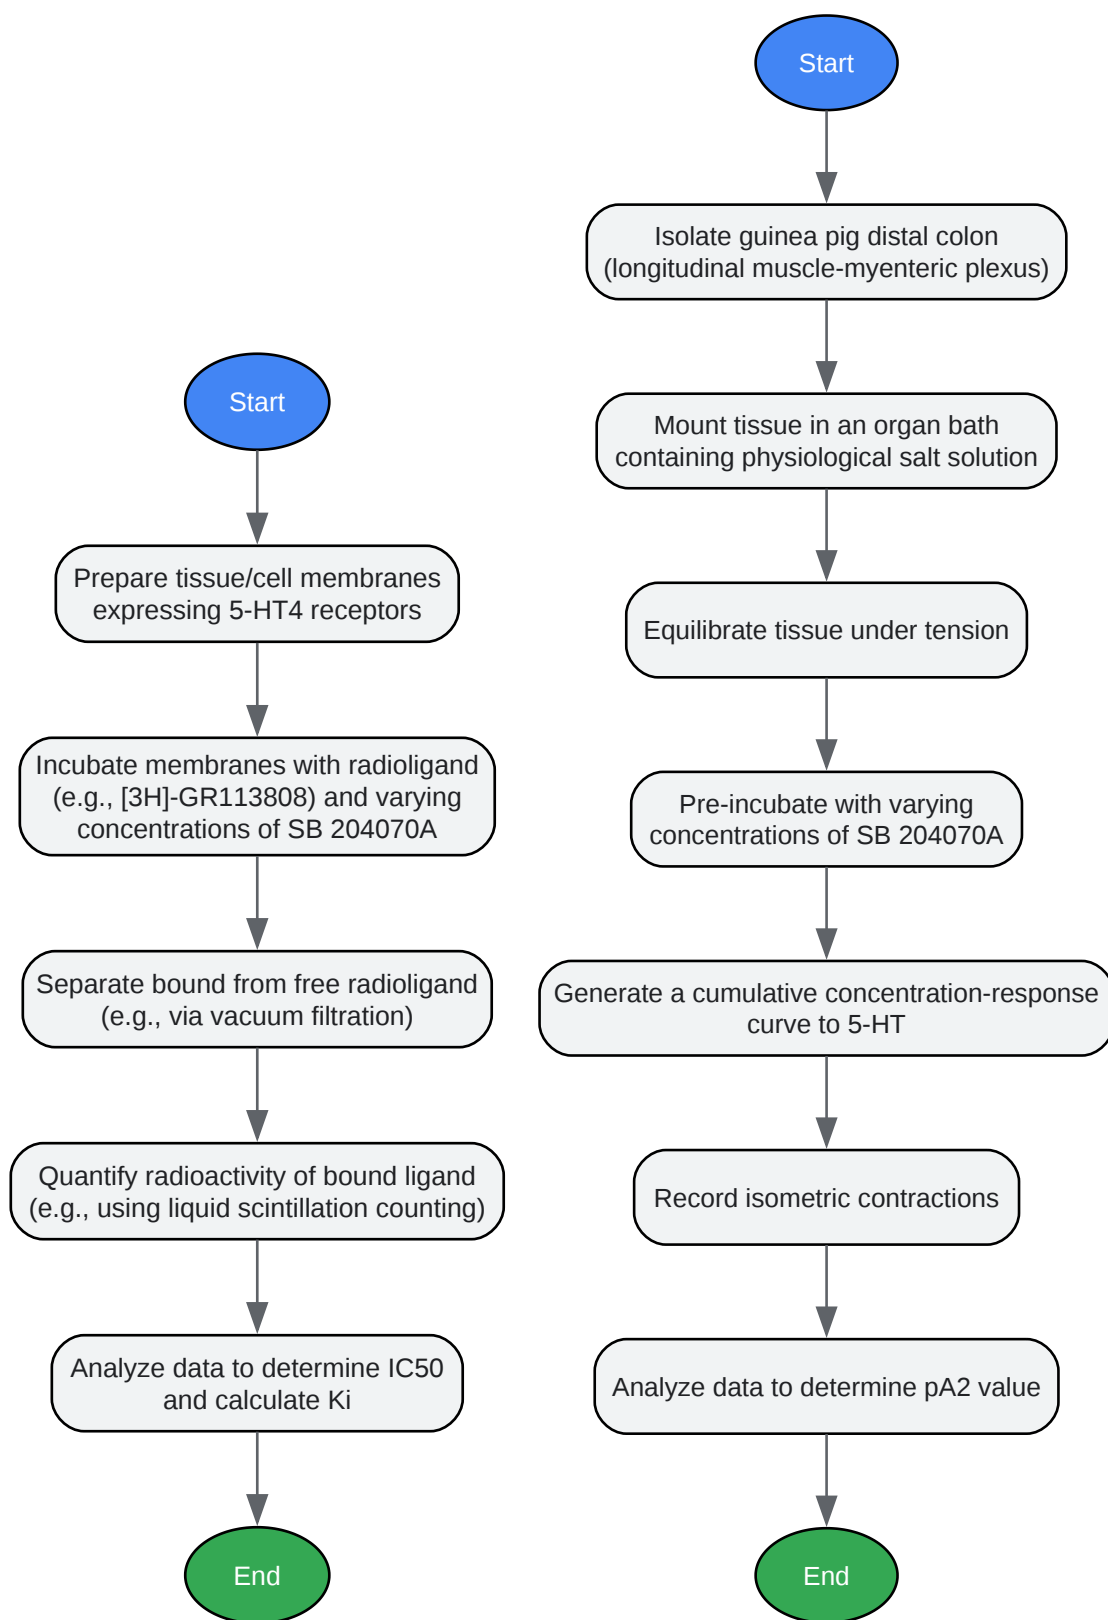 Start
Prepare tissue/cell membranes
expressing 5-HT4 receptors
Incubate membranes with radioligand
(e.g., [3H]-GR113808) and varying
concentrations of SB 204070A
Separate bound from free radioligand
(e.g., via vacuum filtration)
Quantify radioactivity of bound ligand
(e.g., using liquid scintillation counting)
Analyze data to determine IC50
and calculate Ki
End
Start
Isolate guinea pig distal colon
(longitudinal muscle-myenteric plexus)
Mount tissue in an organ bath
containing physiological salt solution
Equilibrate tissue under tension
Pre-incubate with varying
concentrations of SB 204070A
Generate a cumulative concentration-response
curve to 5-HT
Record isometric contractions
Analyze data to determine pA2 value
End